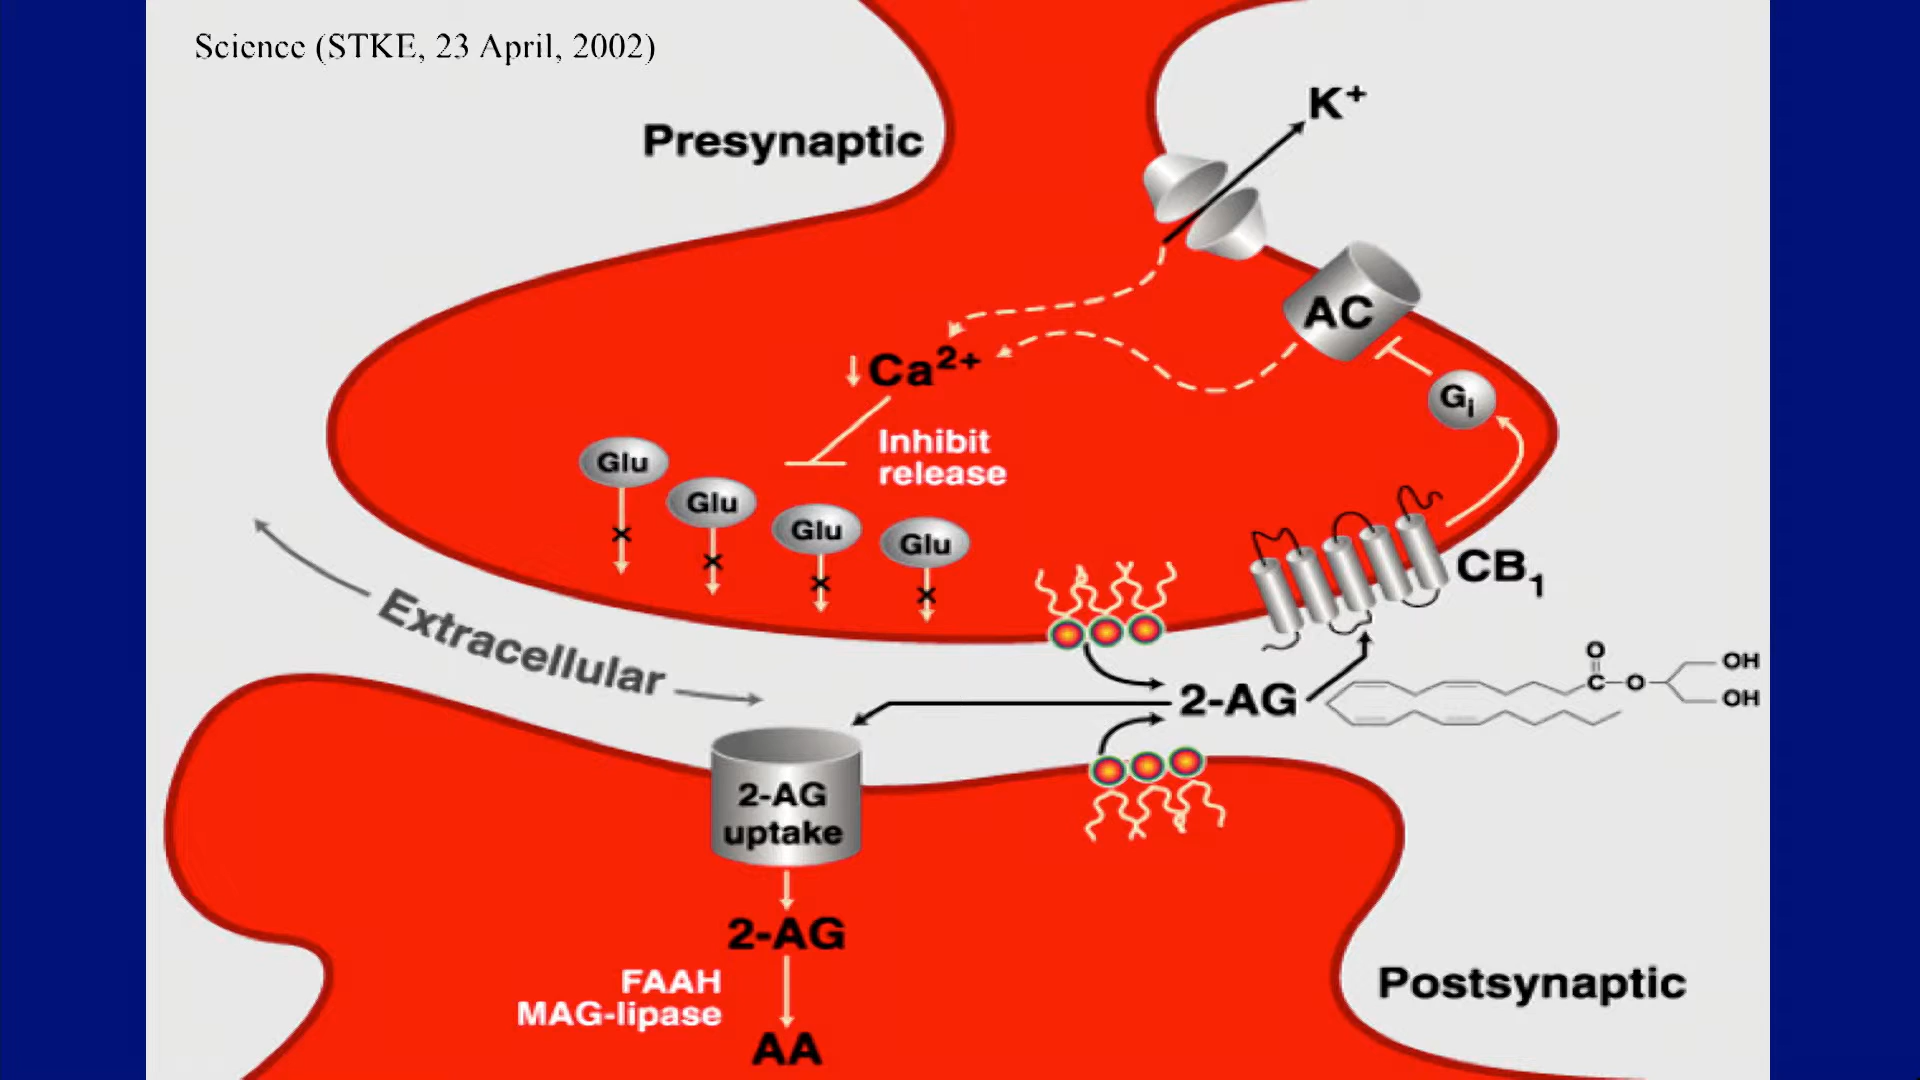 Science (STKE, 23 April, 2002)
K⁺
Presynaptic
AC
↓Ca²⁺
Gᵢ
Inhibit
release
Glu
Glu
Glu
Glu
CB₁
Extracellular
2-AG
O
C
O
OH
OH
2-AG
uptake
2-AG
FAAH
MAG-lipase
AA
Postsynaptic